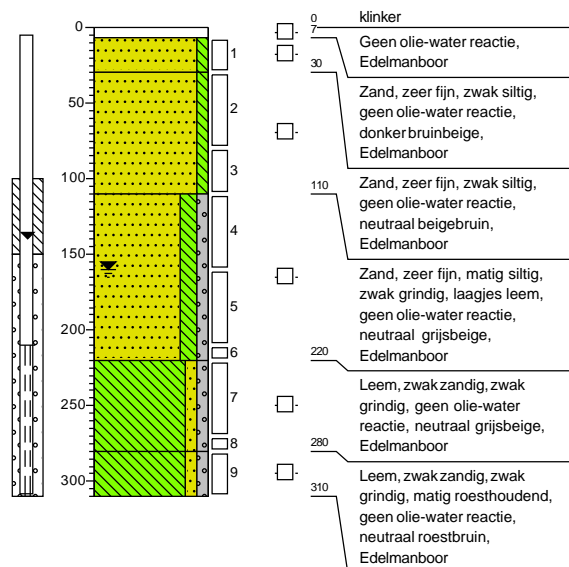 0
50
100
150
200
250
300
1
2
3
4
5
6
7
8
9
0
klinker
7
Geen olie-water reactie,
Edelmanboor
30
Zand, zeer fijn, zwak siltig,
geen olie-water reactie,
donker bruinbeige,
Edelmanboor
110
Zand, zeer fijn, zwak siltig,
geen olie-water reactie,
neutraal beigebruin,
Edelmanboor
Zand, zeer fijn, matig siltig,
zwak grindig, laagjes leem,
geen olie-water reactie,
neutraal grijsbeige,
Edelmanboor
220
Leem, zwak zandig, zwak
grindig, geen olie-water
reactie, neutraal grijsbeige,
Edelmanboor
280
Leem, zwak zandig, zwak
grindig, matig roesthoudend,
geen olie-water reactie,
neutraal roestbruin,
Edelmanboor
310